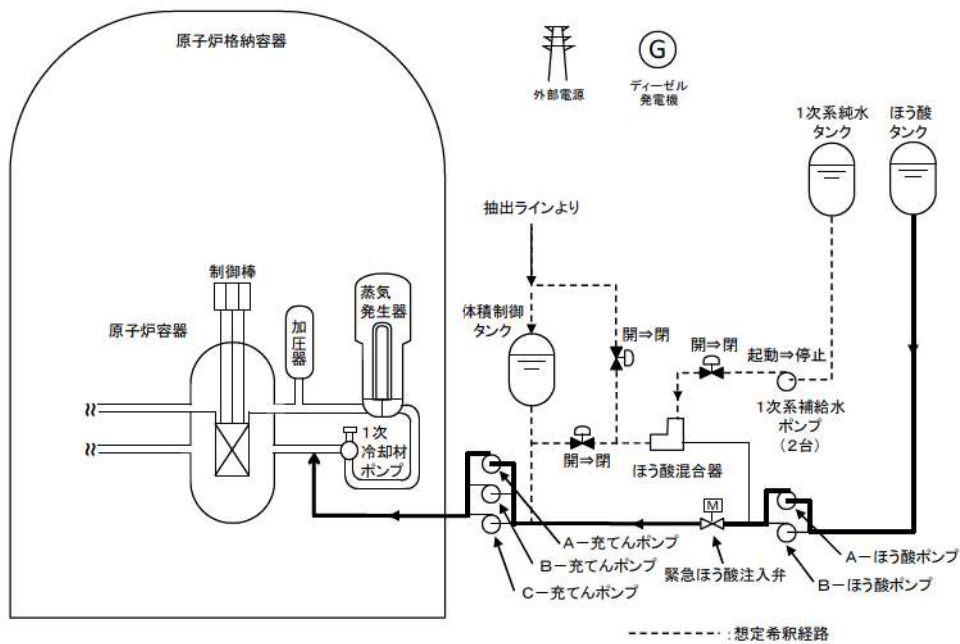 原子炉格納容器
外部電源
G
ディーゼル
発電機
1次系純水
タンク
ほう酸
タンク
抽出ラインより
制御棒
蒸気
発生器
加
圧
器
原子炉容器
体積制御
タンク
開⇒閉
開⇒閉
起動⇒停止
1次系補給水
ポンプ
(2台)
1次
冷却材
ポンプ
開⇒閉
ほう酸混合器
M
A-充てんポンプ
B-充てんポンプ
C-充てんポンプ
緊急ほう酸注入弁
A-ほう酸ポンプ
B-ほう酸ポンプ
:想定希釈経路